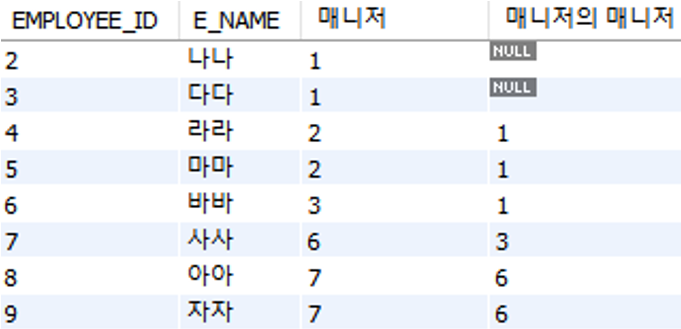 EMPLOYEE_ID E_NAME 매니저 매니저의 매니저
2 나나 1 NULL
3 다다 1 NULL
4 라라 2 1
5 마마 2 1
6 바바 3 1
7 사사 6 3
8 아아 7 6
9 자자 7 6